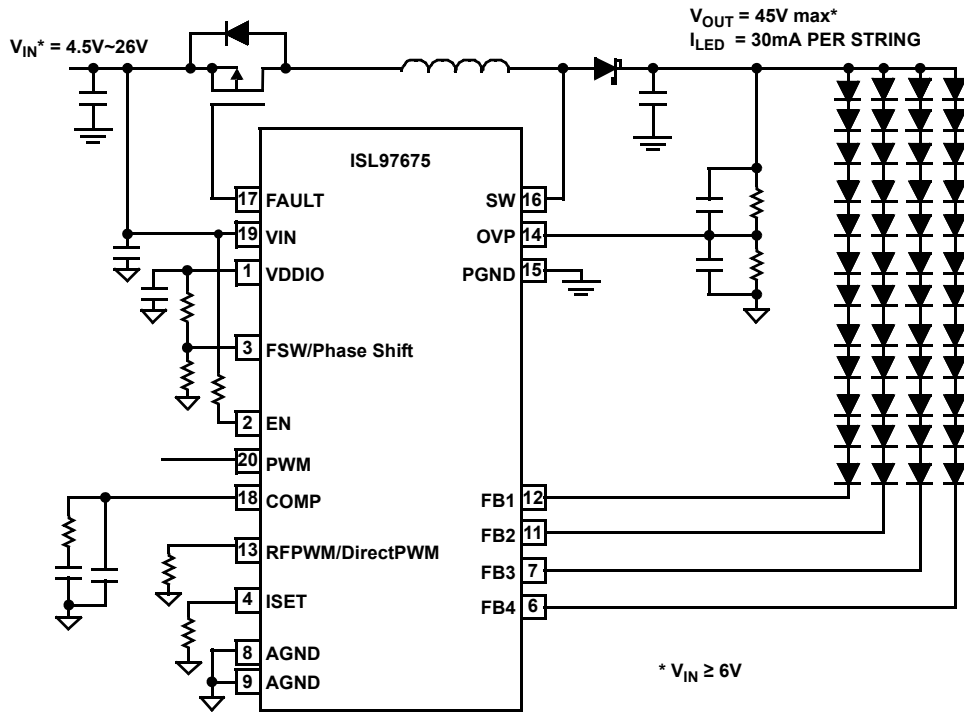 V_IN* = 4.5V~26V
V_OUT = 45V max*
I_LED = 30mA PER STRING
ISL97675
17 FAULT
SW 16
19 VIN
OVP 14
1 VDDIO
PGND 15
3 FSW/Phase Shift
2 EN
20 PWM
18 COMP
FB1 12
FB2 11
13 RFPWM/DirectPWM
FB3 7
4 ISET
FB4 6
8 AGND
9 AGND
* V_IN ≥ 6V